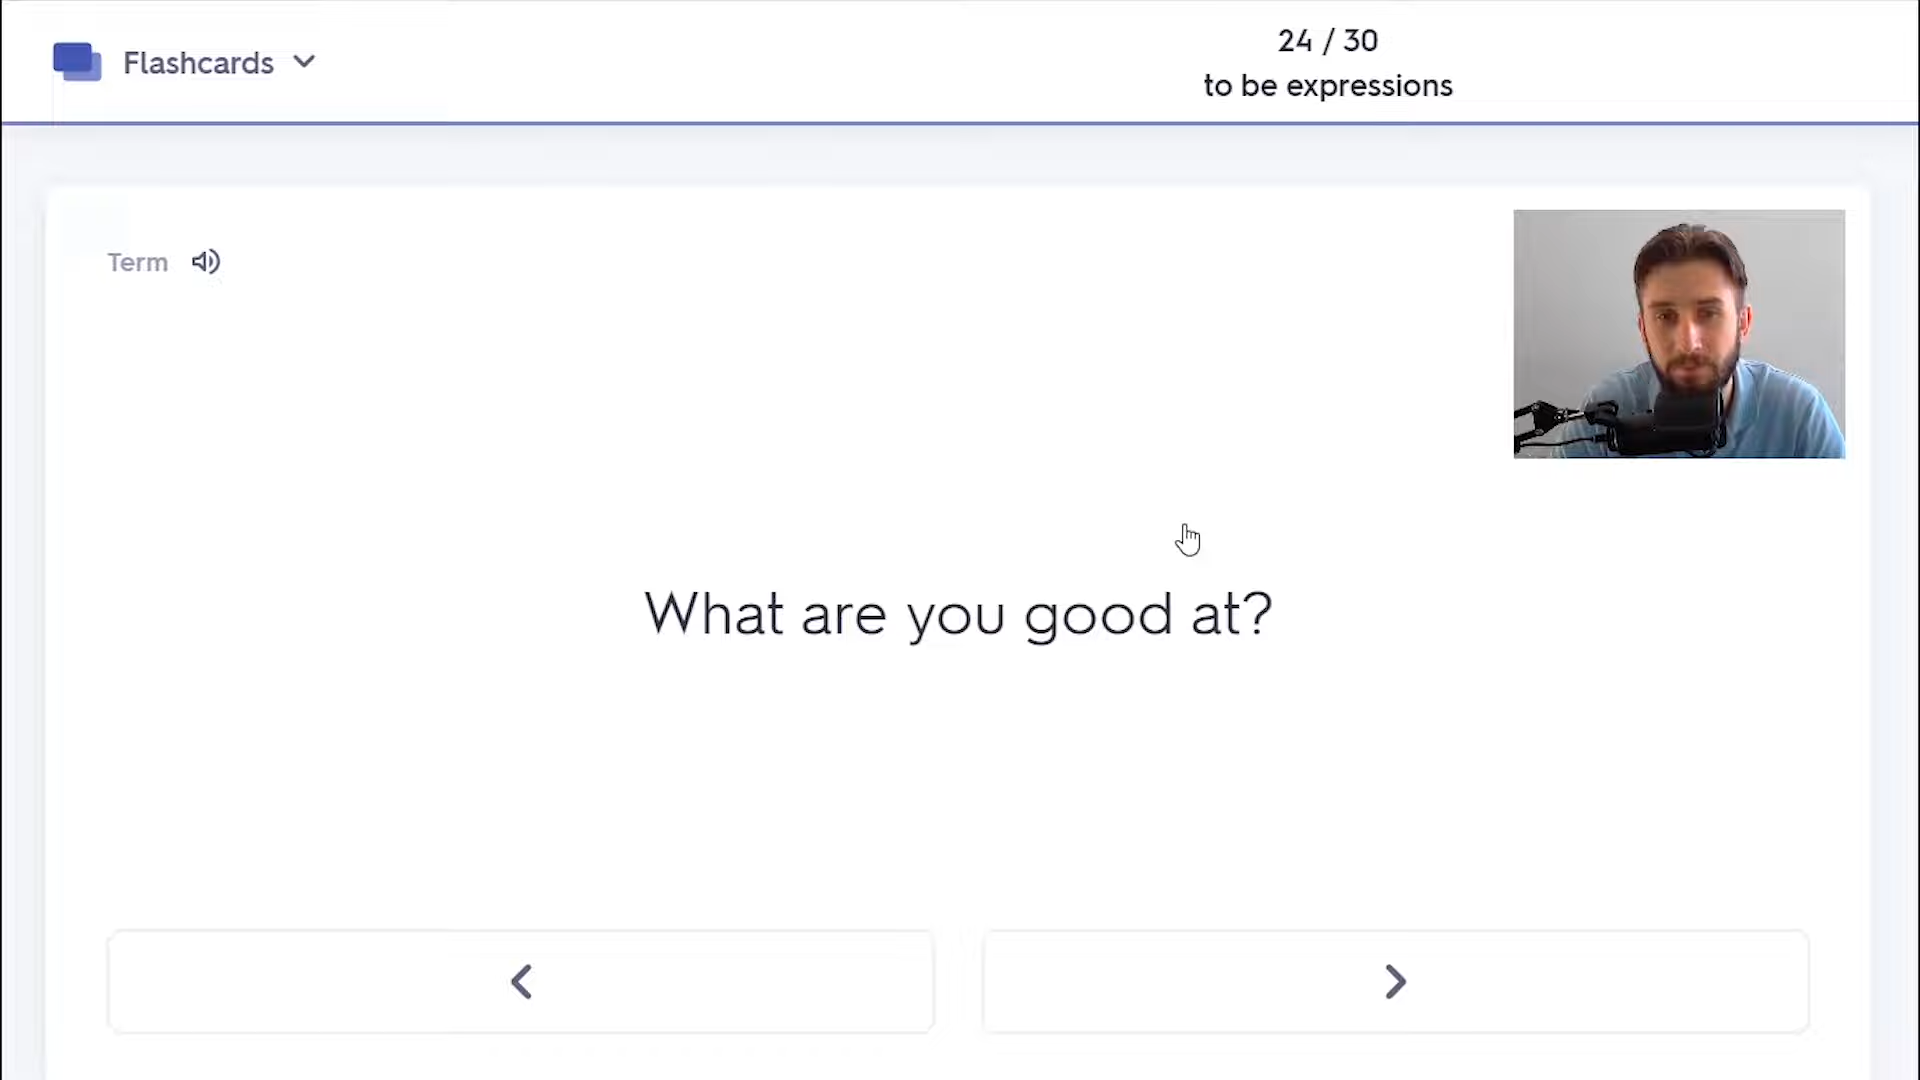 Flashcards
24 / 30
to be expressions
Term
What are you good at?